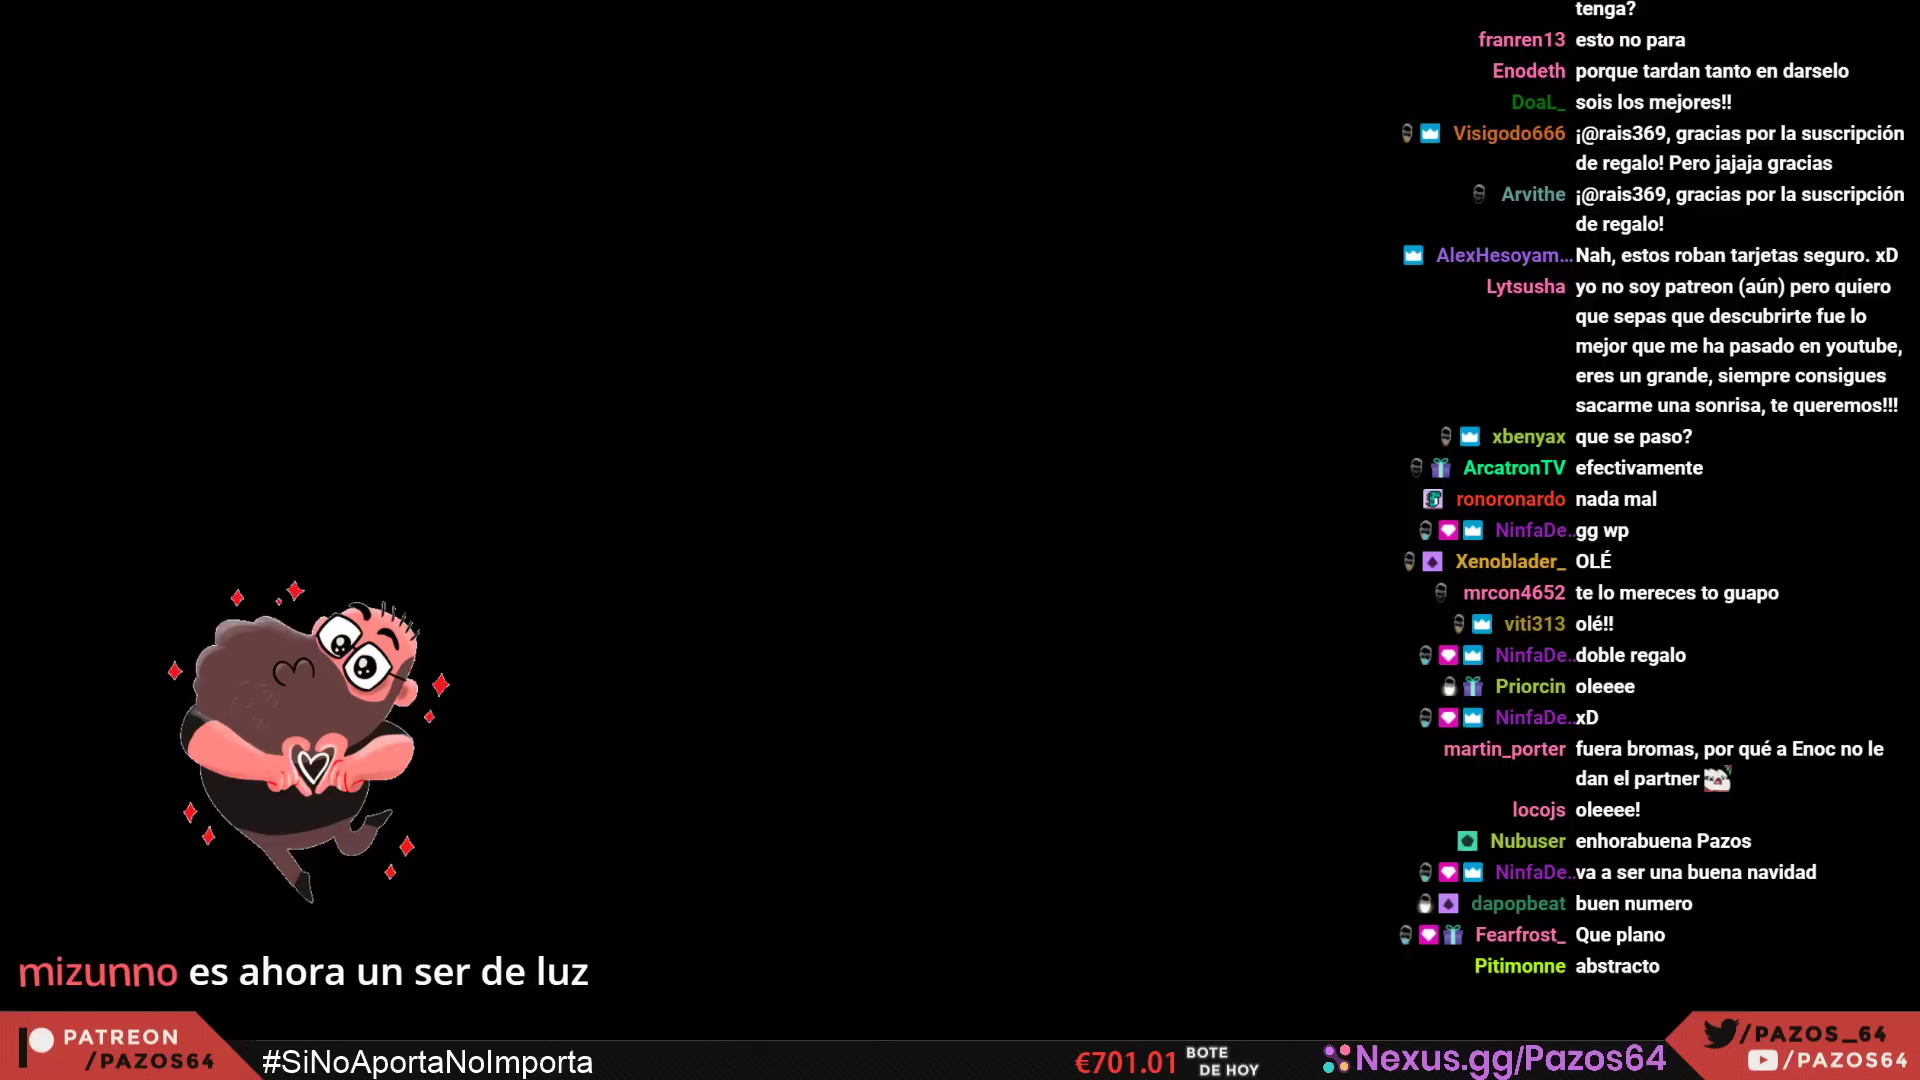 tenga?
franren13 esto no para
Enodeth porque tardan tanto en darselo
DoaL_ sois los mejores!!
Visigodo666 ¡@rais369, gracias por la suscripción
de regalo! Pero jajaja gracias
Arvithe ¡@rais369, gracias por la suscripción
de regalo!
AlexHesoyam... Nah, estos roban tarjetas seguro. xD
Lytsusha yo no soy patreon (aún) pero quiero
que sepas que descubrirte fue lo
mejor que me ha pasado en youtube,
eres un grande, siempre consigues
sacarme una sonrisa, te queremos!!!
xbenyax que se paso?
ArcatronTV efectivamente
ronoronardo nada mal
NinfaDe.. gg wp
Xenoblader_ OLÉ
mrcon4652 te lo mereces to guapo
viti313 olé!!
NinfaDe.. doble regalo
Priorcin oleeee
NinfaDe.. xD
martin_porter fuera bromas, por qué a Enoc no le
dan el partner
locojs oleeee!
Nubuser enhorabuena Pazos
NinfaDe.. va a ser una buena navidad
dapopbeat buen numero
Fearfrost_ Que plano
Pitimonne abstracto
mizunno es ahora un ser de luz
PATREON
/PAZOS64
#SiNoAportaNoImporta
€701.01 BOTE
DE HOY
Nexus.gg/Pazos64
/PAZOS_64
/PAZOS64